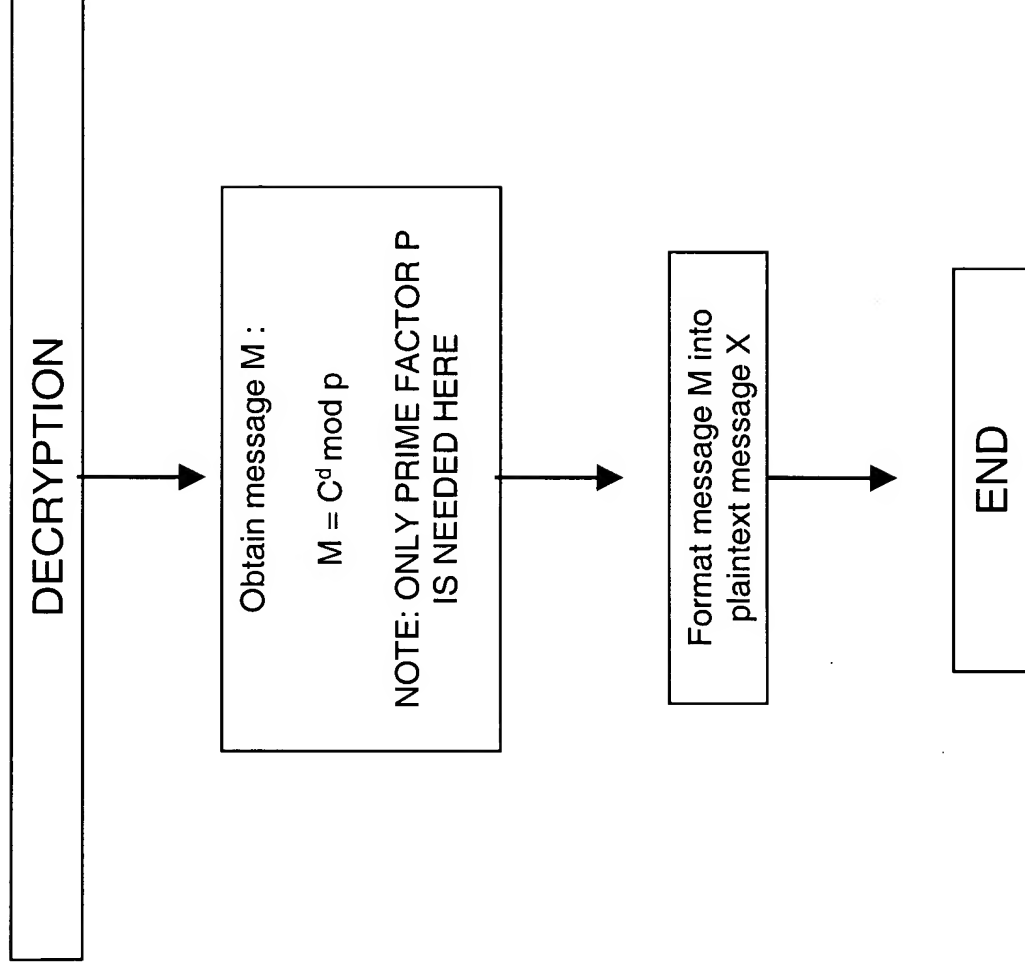 DECRYPTION
Obtain message M :
M = C^d mod p
NOTE: ONLY PRIME FACTOR P
IS NEEDED HERE
Format message M into
plaintext message X
END